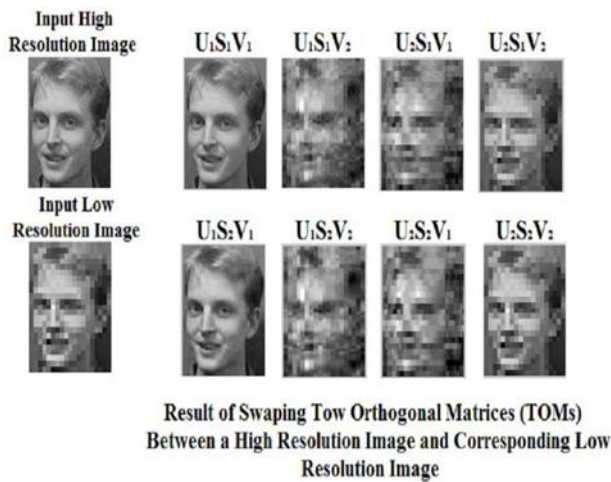 Input High
Resolution Image
U₁S₁V₁ U₁S₁V₂ U₂S₁V₁ U₂S₁V₂
Input Low
Resolution Image
U₁S₂V₁ U₁S₂V₂ U₂S₂V₁ U₂S₂V₂
Result of Swaping Tow Orthogonal Matrices (TOMs)
Between a High Resolution Image and Corresponding Low
Resolution Image